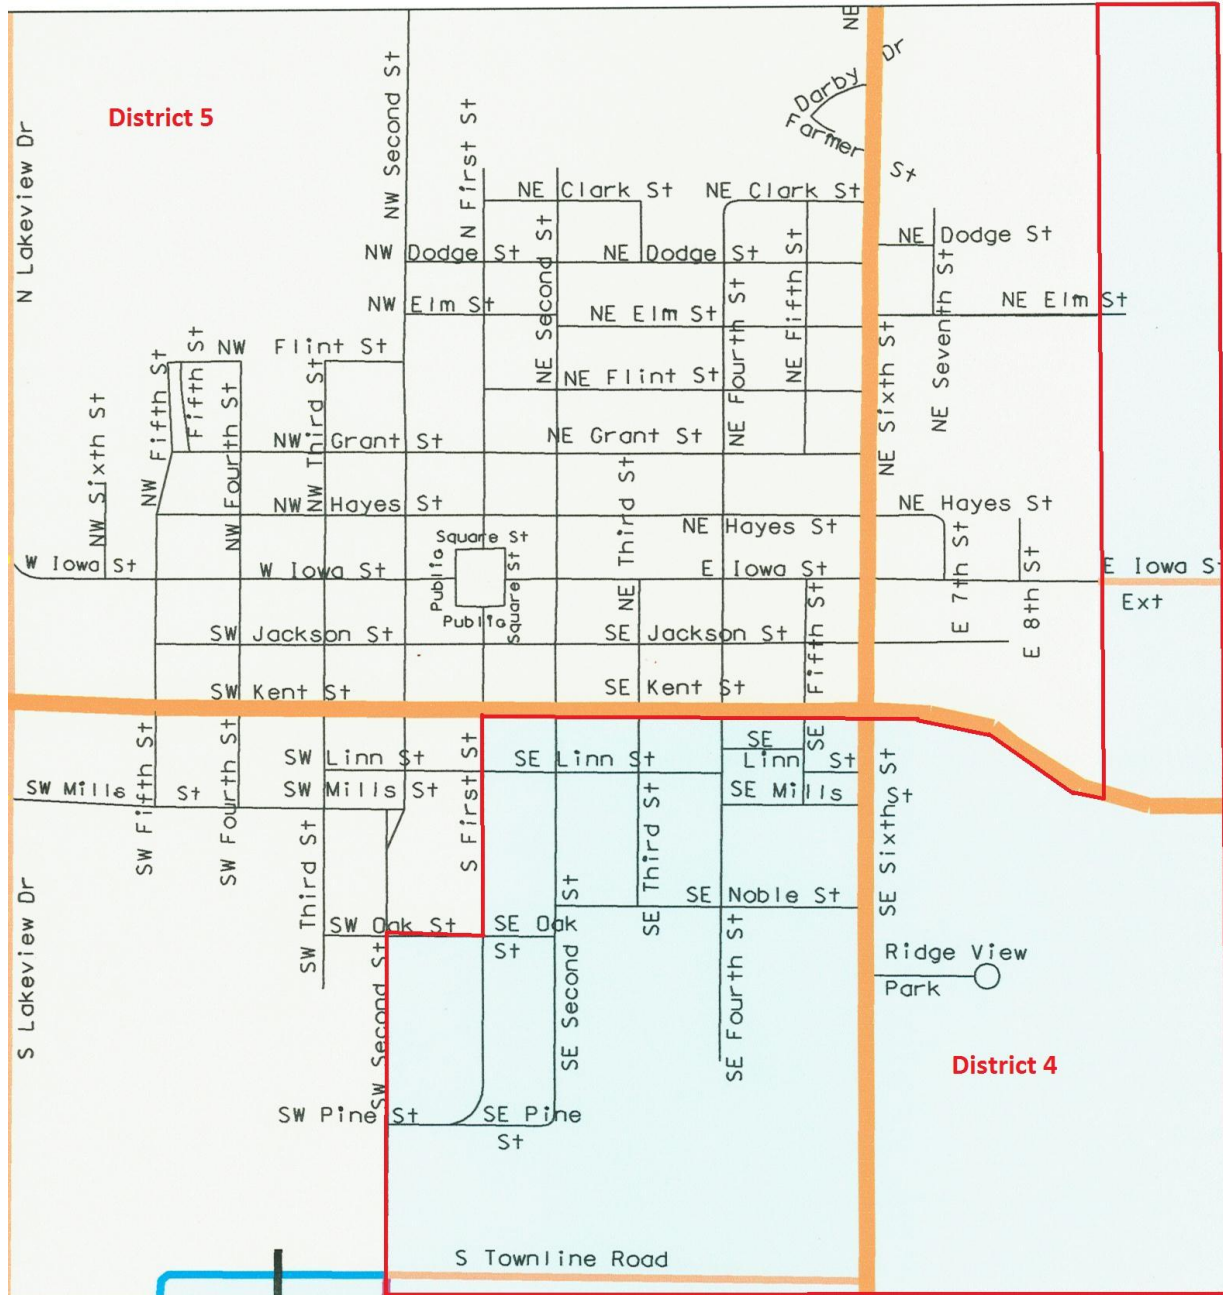 NE
Dr
Darby
Farmer
St
District 5
N Lakeview Dr
NW Second St
N First St
NE Clark St
NE Clark St
NW Dodge St
NE Dodge St
NE Dodge St
NE Second St
NE Fourth St
NE Fifth St
NE Seventh St
NW Elm St
NE Elm St
NE Elm St
NW Flint St
NE Flint St
Fifth St
NW Fifth St
NW Fourth St
NW Third St
NW Sixth St
NW Grant St
NE Grant St
NE Sixth St
NE Third St
NW Hayes St
NE Hayes St
NE Hayes St
Square St
Public
Public
Square St
W Iowa St
W Iowa St
E Iowa St
E Iowa St
Ext
E 7th St
E 8th St
SW Jackson St
SE Jackson St
SE Fifth St
SW Kent St
SE Kent St
SW Linn St
SE Linn St
SE
Linn St
SW Mills St
SW Mills St
SE Mills St
SW Fifth St
SW Fourth St
SW Third St
S First St
SE Third St
SE Sixth St
S Lakeview Dr
SW Oak St
SE Oak
St
SE Noble St
SW Second St
SE Second St
SE Fourth St
Ridge View
Park
District 4
SW Pine St
SE Pine
St
S Townline Road